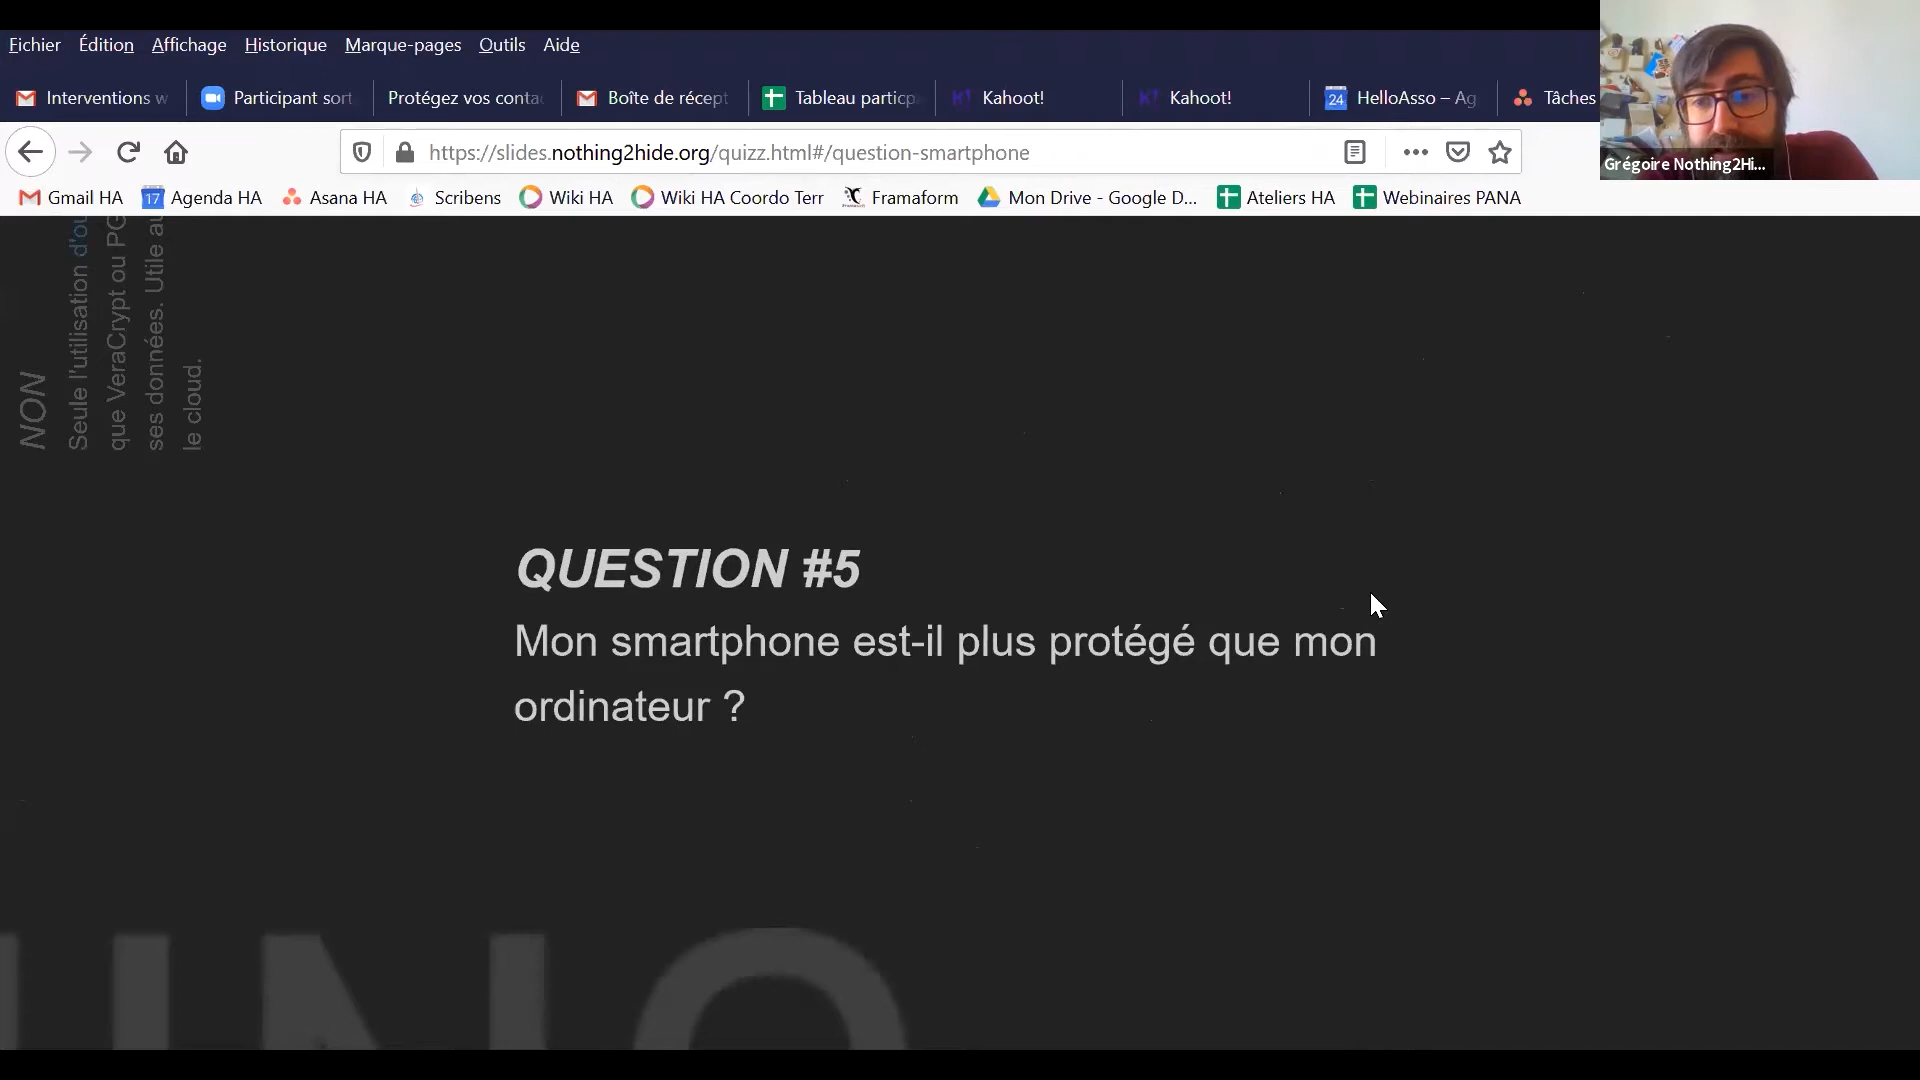 Fichier Édition Affichage Historique Marque-pages Outils Aide
Interventions w Participant sort Protégez vos conta Boîte de récept Tableau particp Kahoot! Kahoot! 24 HelloAsso – Ag Tâches
https://slides.nothing2hide.org/quizz.html#/question-smartphone
Grégoire Nothing2Hi...
Gmail HA 17 Agenda HA Asana HA Scribens Wiki HA Wiki HA Coordo Terr Framaform Mon Drive - Google D... Ateliers HA Webinaires PANA
NON
Seule l'utilisation d'ou
que VeraCrypt ou PG
ses données. Utile au
le cloud.
QUESTION #5
Mon smartphone est-il plus protégé que mon
ordinateur ?